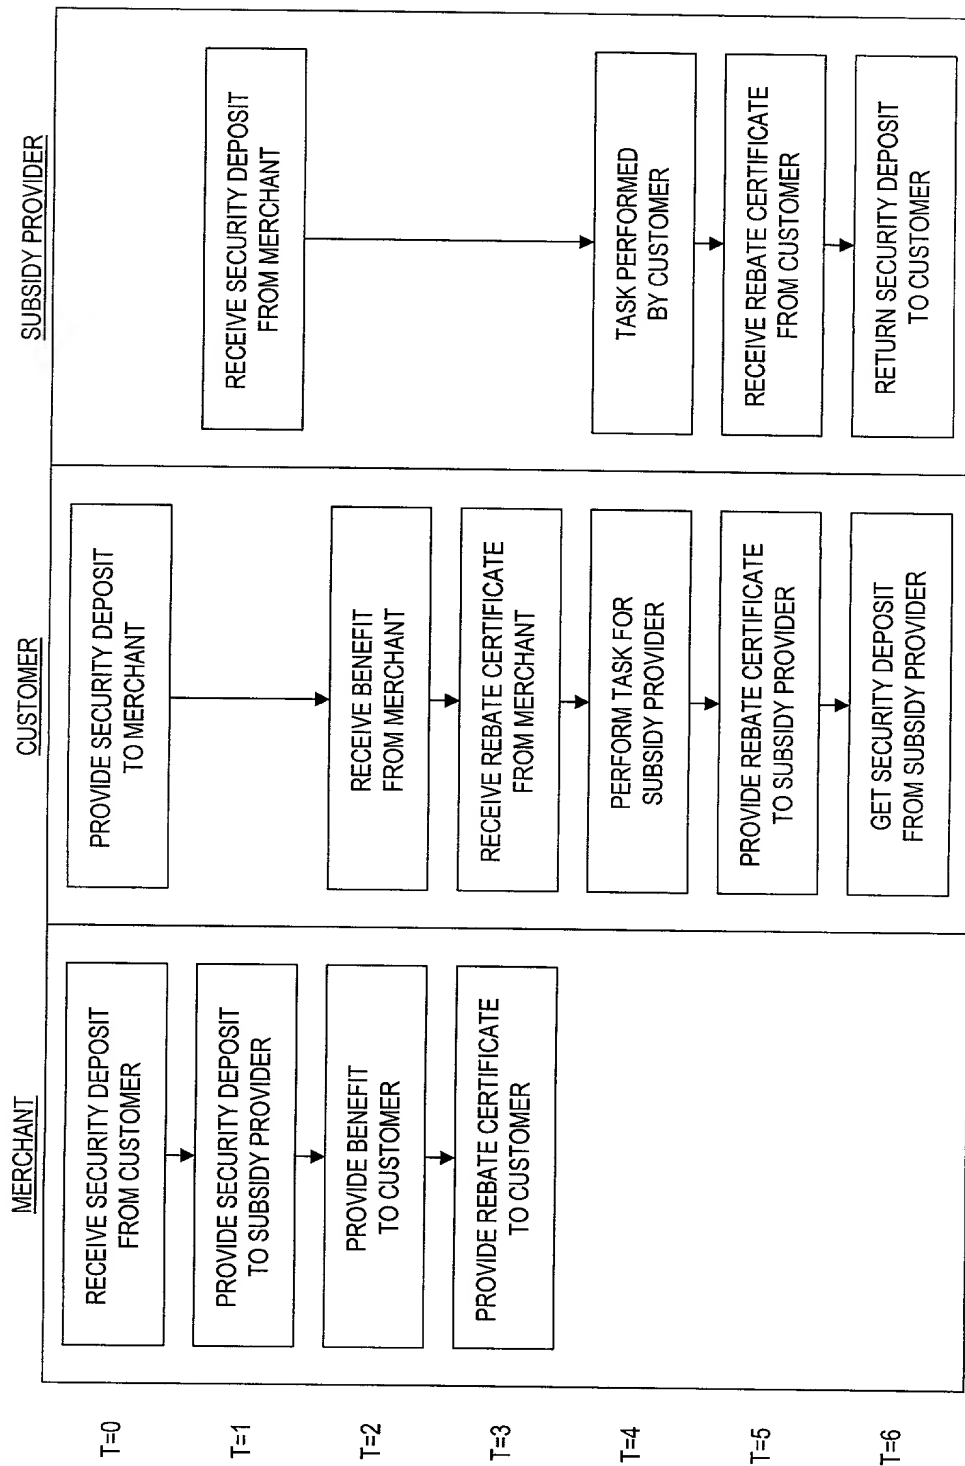 MERCHANT
CUSTOMER
SUBSIDY PROVIDER
T=0
RECEIVE SECURITY DEPOSIT
FROM CUSTOMER
PROVIDE SECURITY DEPOSIT
TO MERCHANT
T=1
PROVIDE SECURITY DEPOSIT
TO SUBSIDY PROVIDER
RECEIVE SECURITY DEPOSIT
FROM MERCHANT
T=2
PROVIDE BENEFIT
TO CUSTOMER
RECEIVE BENEFIT
FROM MERCHANT
T=3
PROVIDE REBATE CERTIFICATE
TO CUSTOMER
RECEIVE REBATE CERTIFICATE
FROM MERCHANT
T=4
PERFORM TASK FOR
SUBSIDY PROVIDER
TASK PERFORMED
BY CUSTOMER
T=5
PROVIDE REBATE CERTIFICATE
TO SUBSIDY PROVIDER
RECEIVE REBATE CERTIFICATE
FROM CUSTOMER
T=6
GET SECURITY DEPOSIT
FROM SUBSIDY PROVIDER
RETURN SECURITY DEPOSIT
TO CUSTOMER